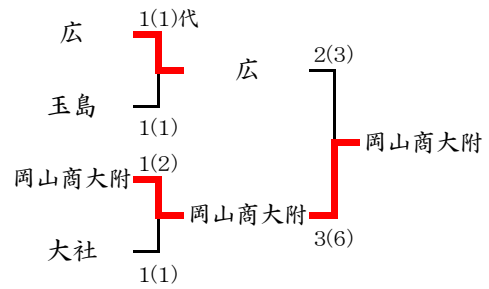 1(1)代
広
広
2(3)
玉島
1(1)
岡山商大附
1(2)
岡山商大附
岡山商大附
3(6)
大社
1(1)